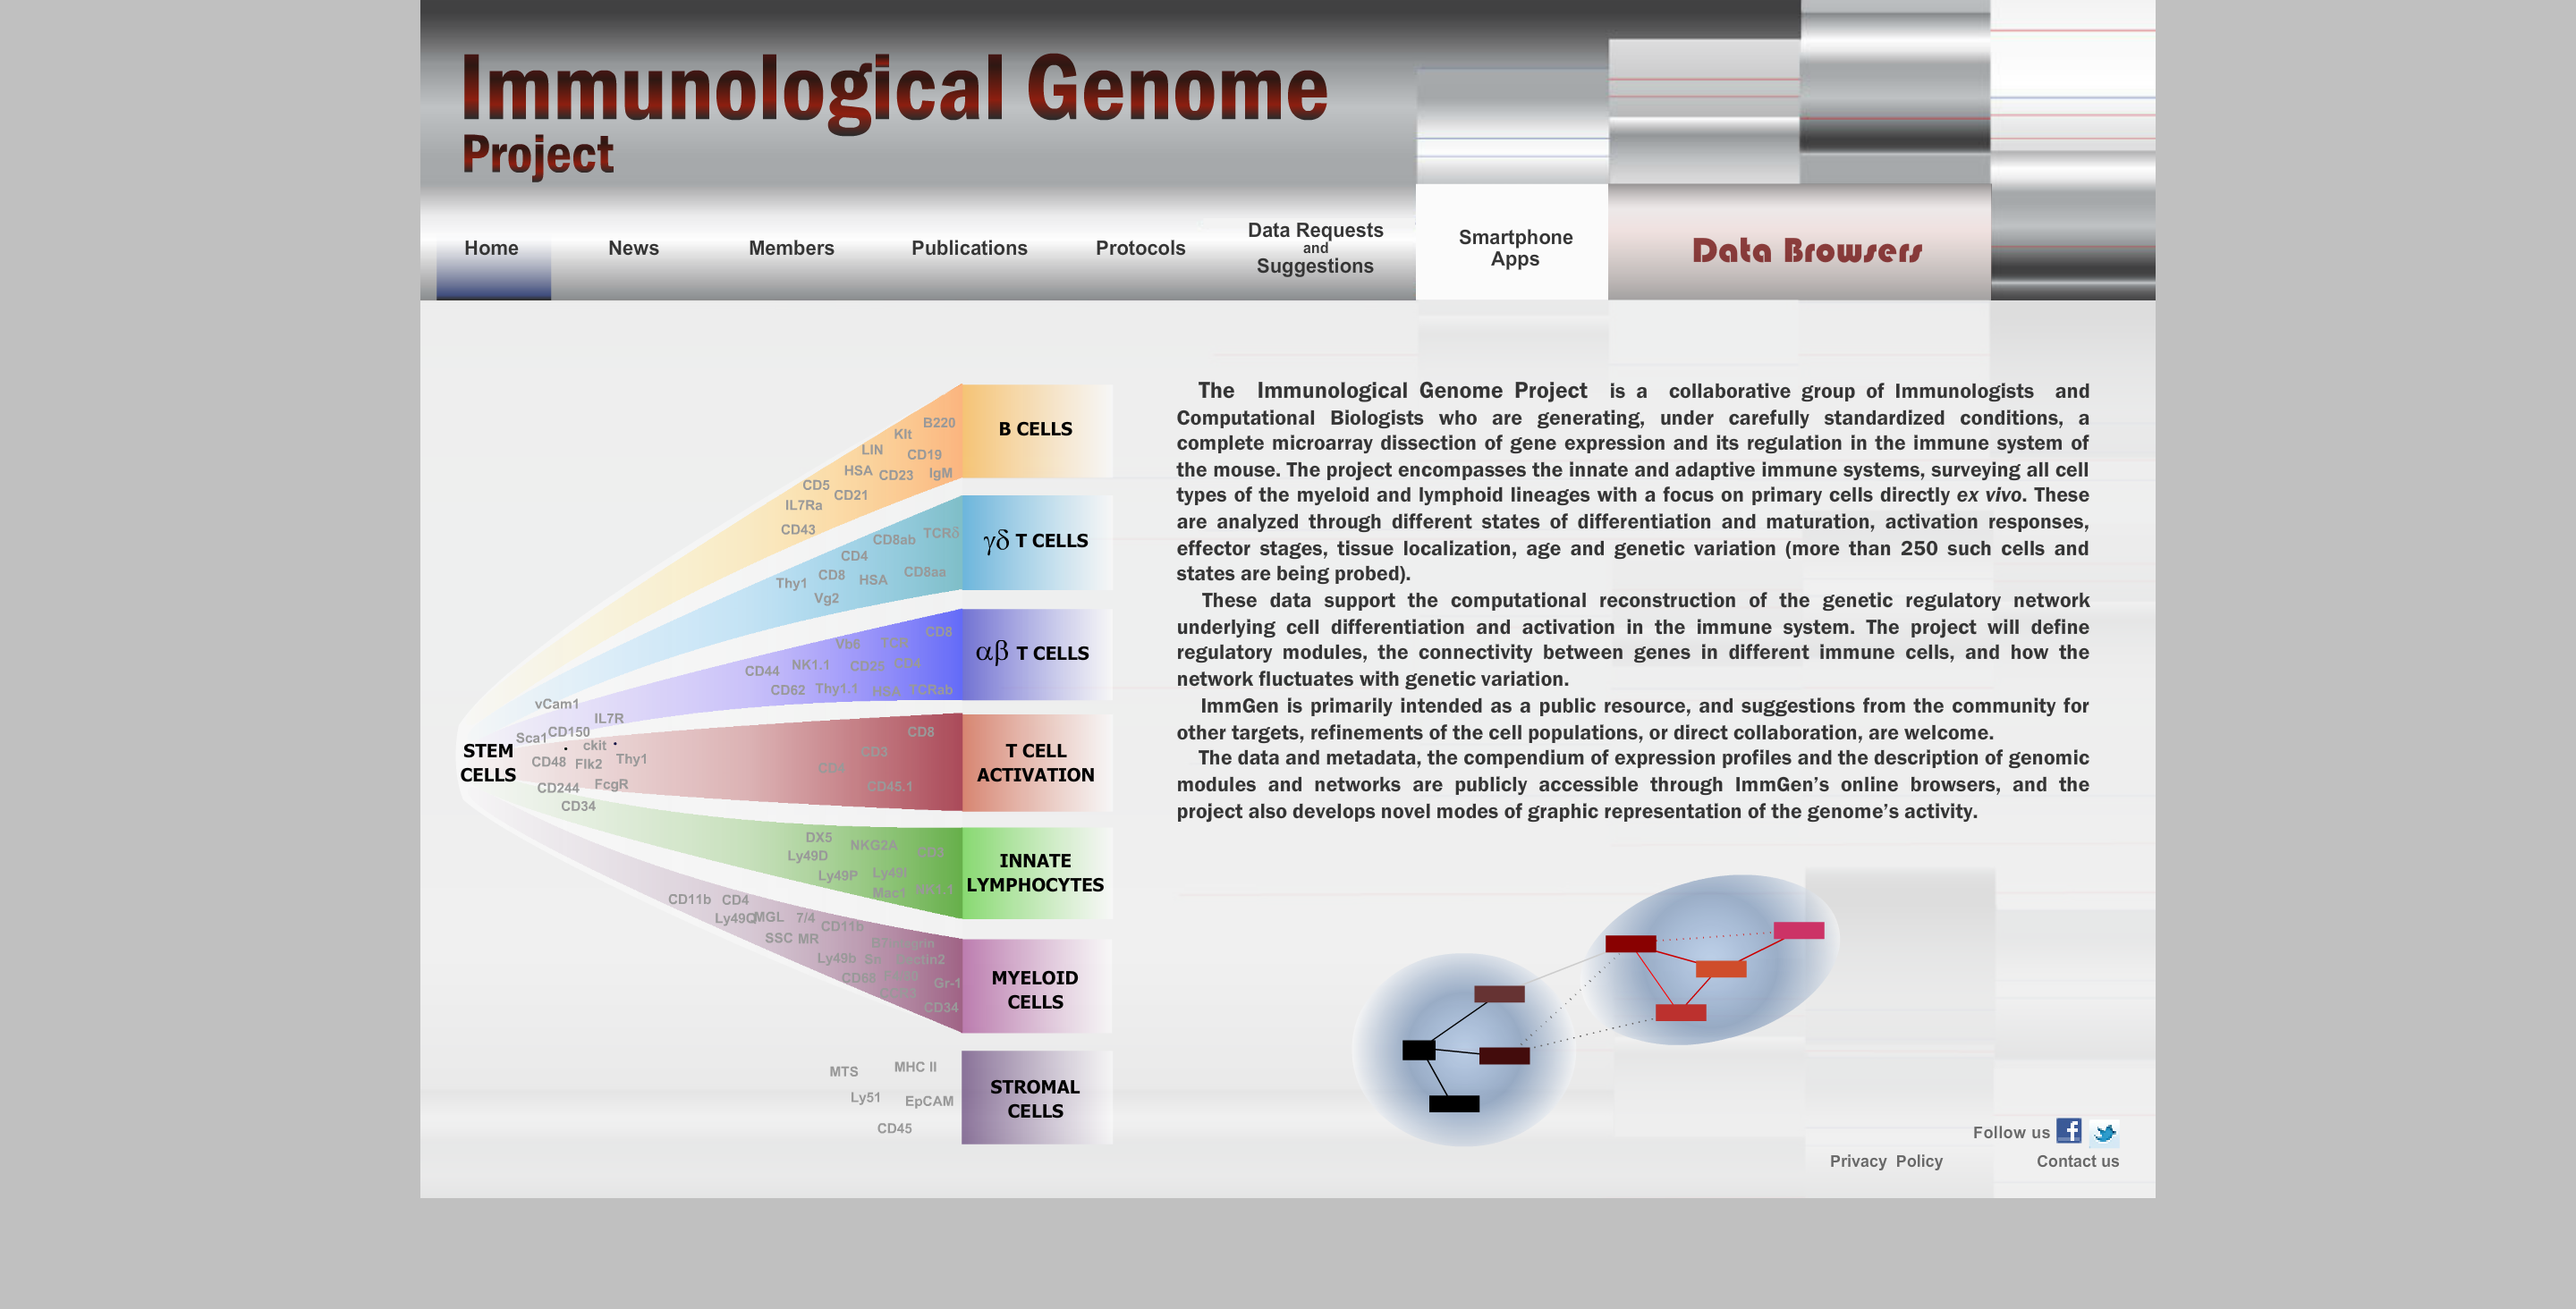 Immunological Genome
Project
Home
News
Members
Publications
Protocols
Data Requests
and
Suggestions
Smartphone
Apps
Data Browsers
B220
KIt
LIN
CD19
HSA
CD23
IgM
CD5
CD21
IL7Ra
CD43
B CELLS
TCRδ
CD8ab
CD4
CD8aa
CD8
HSA
Thy1
Vg2
γδ T CELLS
CD8
Vb6
TCR
NK1.1
CD25
CD4
CD44
CD62
Thy1.1
HSA
TCRab
αβ T CELLS
vCam1
IL7R
CD150
Sca1
ckit
CD48
Flk2
Thy1
CD244
FcgR
CD34
STEM
CELLS
CD8
CD3
CD45.1
T CELL
ACTIVATION
DX5
NKG2A
Ly49D
Ly49P
Ly49I
Mac1
INNATE
LYMPHOCYTES
CD11b
CD4
Ly49Q
MGL
7/4
CD11b
SSC
MR
Ly49b
Sn
CD68
Gr-1
CD34
MYELOID
CELLS
MTS
MHC II
Ly51
EpCAM
CD45
STROMAL
CELLS
The Immunological Genome Project is a collaborative group of Immunologists and
Computational Biologists who are generating, under carefully standardized conditions, a
complete microarray dissection of gene expression and its regulation in the immune system of
the mouse. The project encompasses the innate and adaptive immune systems, surveying all cell
types of the myeloid and lymphoid lineages with a focus on primary cells directly ex vivo. These
are analyzed through different states of differentiation and maturation, activation responses,
effector stages, tissue localization, age and genetic variation (more than 250 such cells and
states are being probed).
These data support the computational reconstruction of the genetic regulatory network
underlying cell differentiation and activation in the immune system. The project will define
regulatory modules, the connectivity between genes in different immune cells, and how the
network fluctuates with genetic variation.
ImmGen is primarily intended as a public resource, and suggestions from the community for
other targets, refinements of the cell populations, or direct collaboration, are welcome.
The data and metadata, the compendium of expression profiles and the description of genomic
modules and networks are publicly accessible through ImmGen's online browsers, and the
project also develops novel modes of graphic representation of the genome's activity.
Follow us
Privacy Policy
Contact us